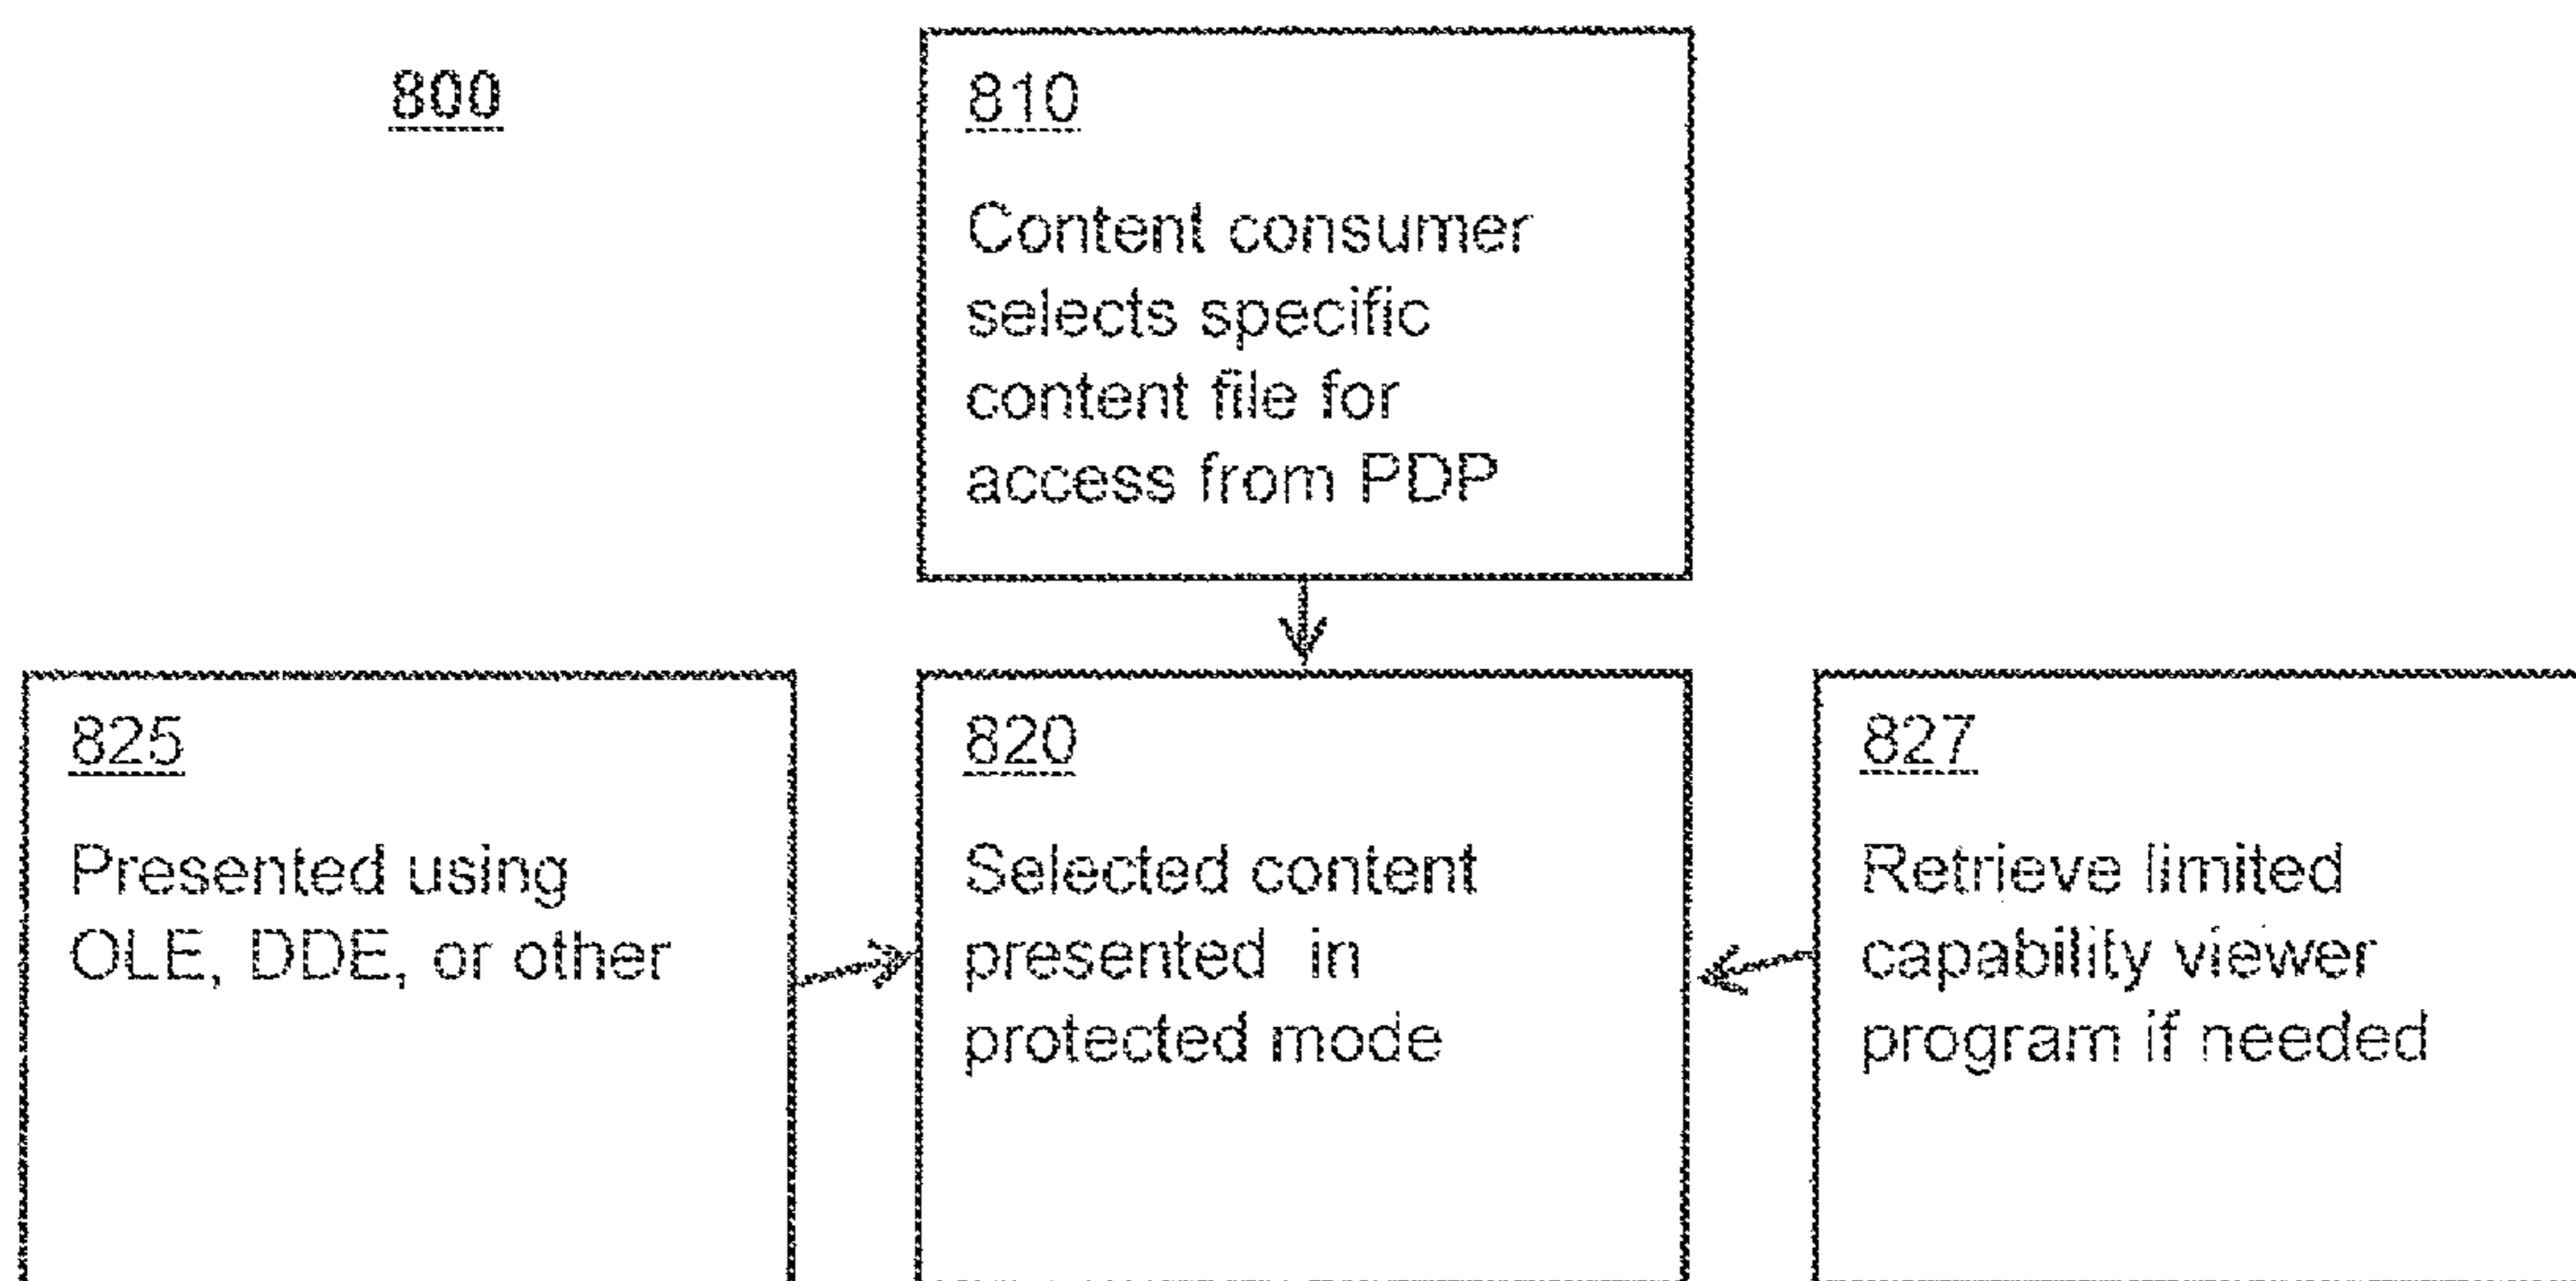 800
810
Content consumer
selects specific
content file for
access from PDP
825
Presented using
OLE, DDE, or other
820
Selected content
presented in
protected mode
827
Retrieve limited
capability viewer
program if needed